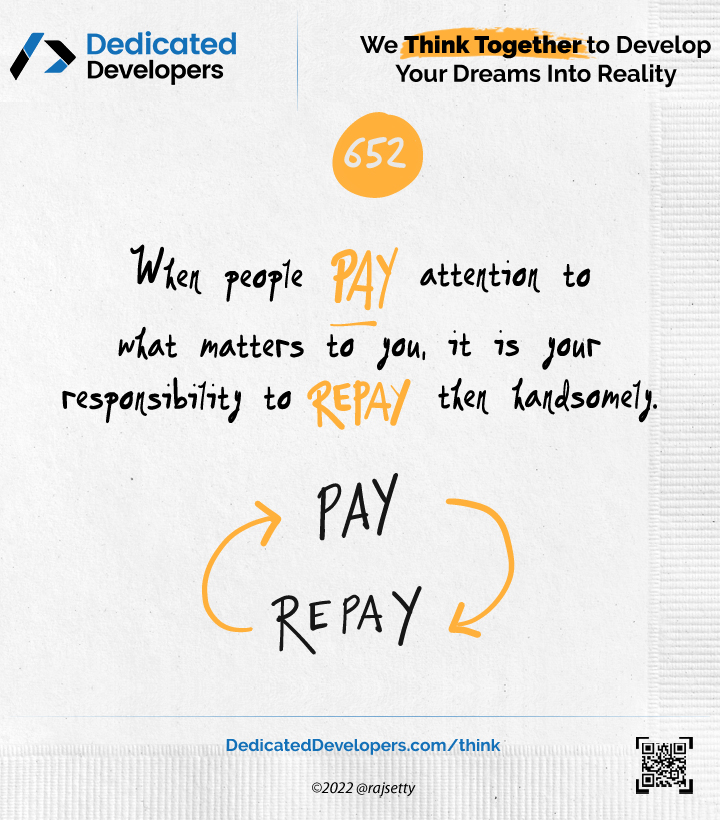 Dedicated
Developers
We Think Together to Develop
Your Dreams Into Reality
652
When people PAY attention to
what matters to you, it is your
responsibility to REPAY then handsomely.
PAY
REPAY
DedicatedDevelopers.com/think
©2022 @rajsetty